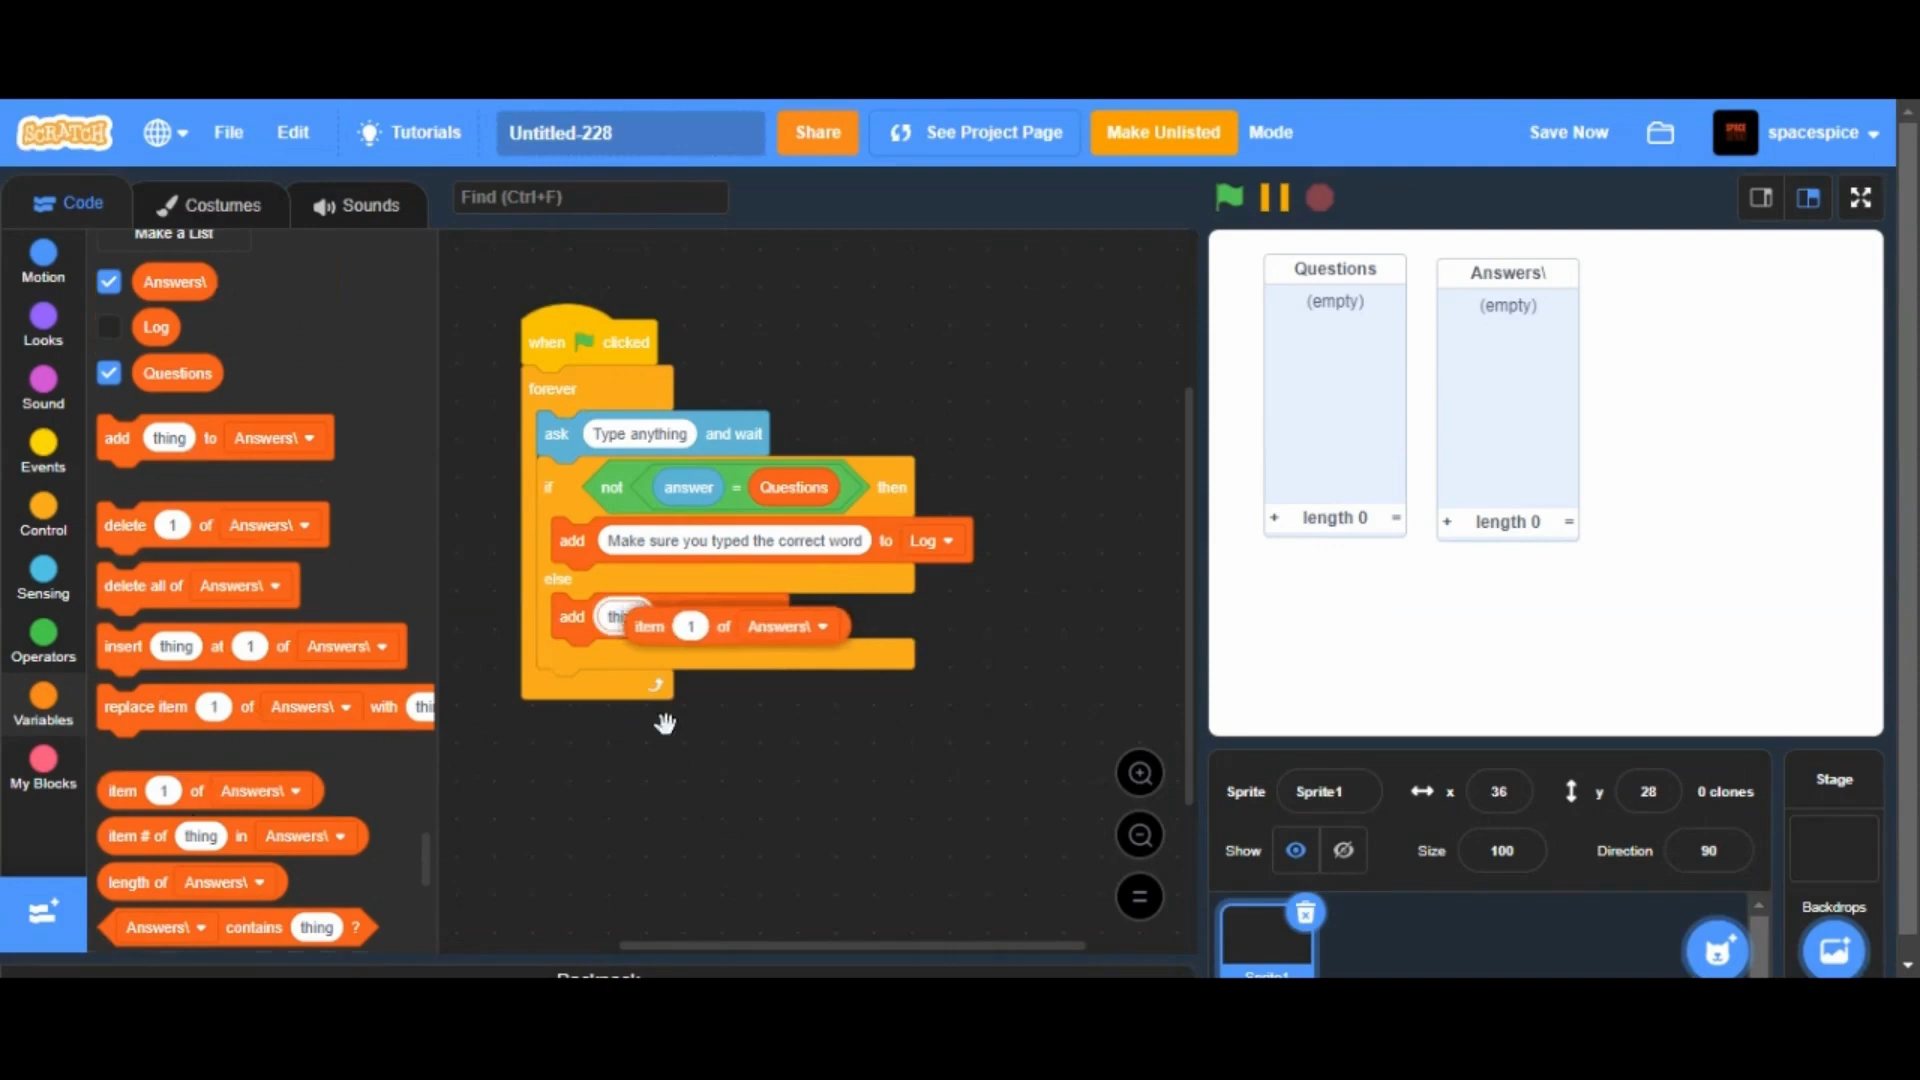 SCRATCH File Edit Tutorials Untitled-228 Share See Project Page Make Unlisted Mode Save Now SPICE spacespice
Code Costumes Sounds Find (Ctrl+F)
Motion
Looks
Sound
Events
Control
Sensing
Operators
Variables
My Blocks
Make a List
Answers\
Log
Questions
add thing to Answers\
delete 1 of Answers\
delete all of Answers\
insert thing at 1 of Answers\
replace item 1 of Answers\ with
item 1 of Answers\
item # of thing in Answers\
length of Answers\
Answers\ contains thing ?
when clicked
forever
ask Type anything and wait
if not answer = Questions then
add Make sure you typed the correct word to Log
else
add
item 1 of Answers\
Questions
(empty)
+ length 0 =
Answers\
(empty)
+ length 0 =
Sprite Sprite1 x 36 y 28 0 clones
Show Size 100 Direction 90
Sprite1
Stage
Backdrops